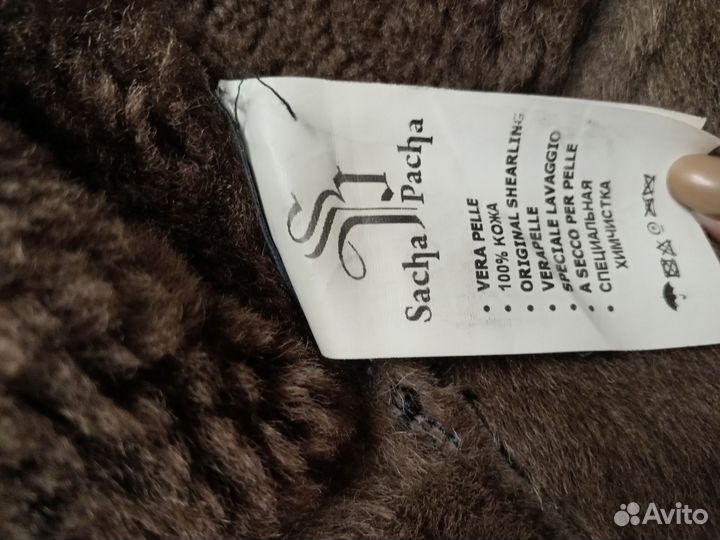 Sacha Pacha
• VERA PELLE
• 100% КОЖА
• ORIGINAL SHEARLING
• VERAPELLE
• SPECIALE LAVAGGIO
• A SECCO PER PELLE
• СПЕЦИАЛЬНАЯ
ХИМЧИСТКА
Avito